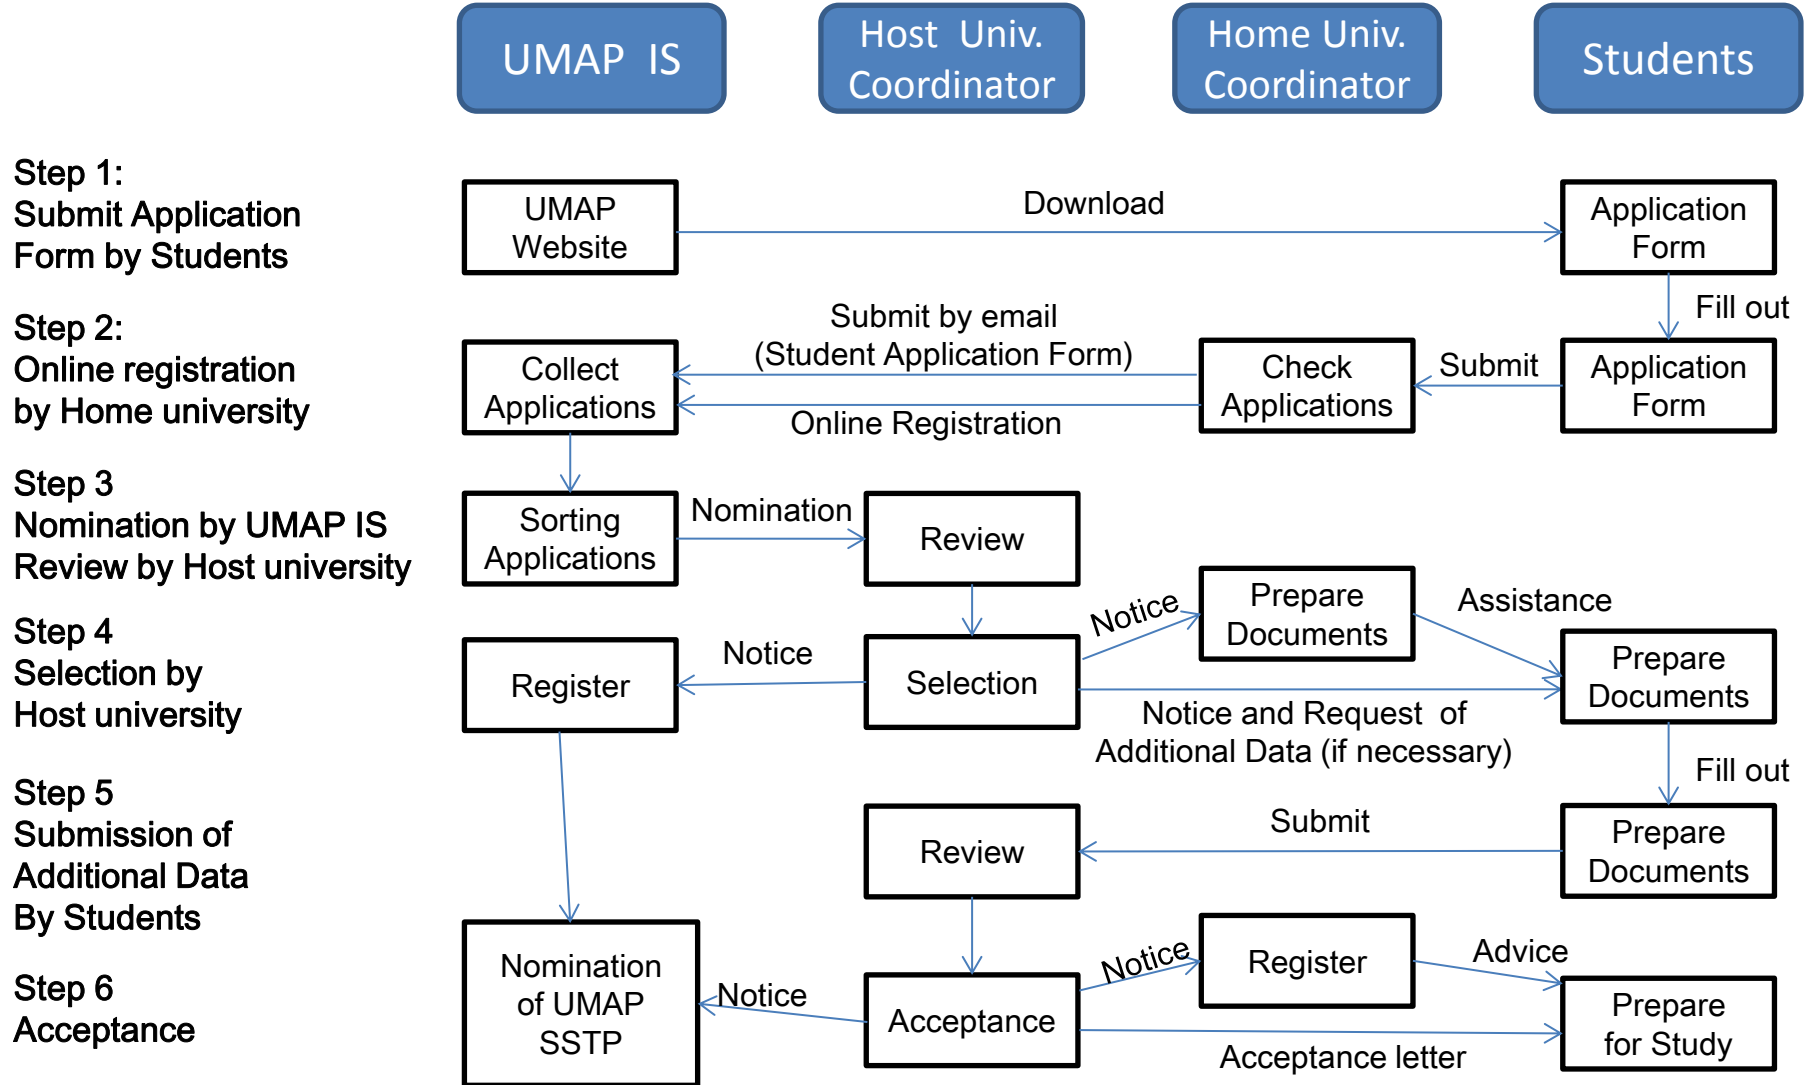 UMAP  IS
Host  Univ.
Coordinator
Home Univ.
Coordinator
Students
Step 1:
Submit Application
Form by Students
UMAP
Website
Download
Application
Form
Fill out
Step 2:
Online registration
by Home university
Collect
Applications
Submit by email
(Student Application Form)
Online Registration
Check
Applications
Submit
Application
Form
Step 3
Nomination by UMAP IS
Review by Host university
Sorting
Applications
Nomination
Review
Step 4
Selection by
Host university
Register
Notice
Selection
Notice
Prepare
Documents
Assistance
Notice and Request  of
Additional Data (if necessary)
Prepare
Documents
Fill out
Step 5
Submission of
Additional Data
By Students
Review
Submit
Prepare
Documents
Step 6
Acceptance
Nomination
of UMAP
SSTP
Notice
Acceptance
Notice
Register
Advice
Acceptance letter
Prepare
for Study